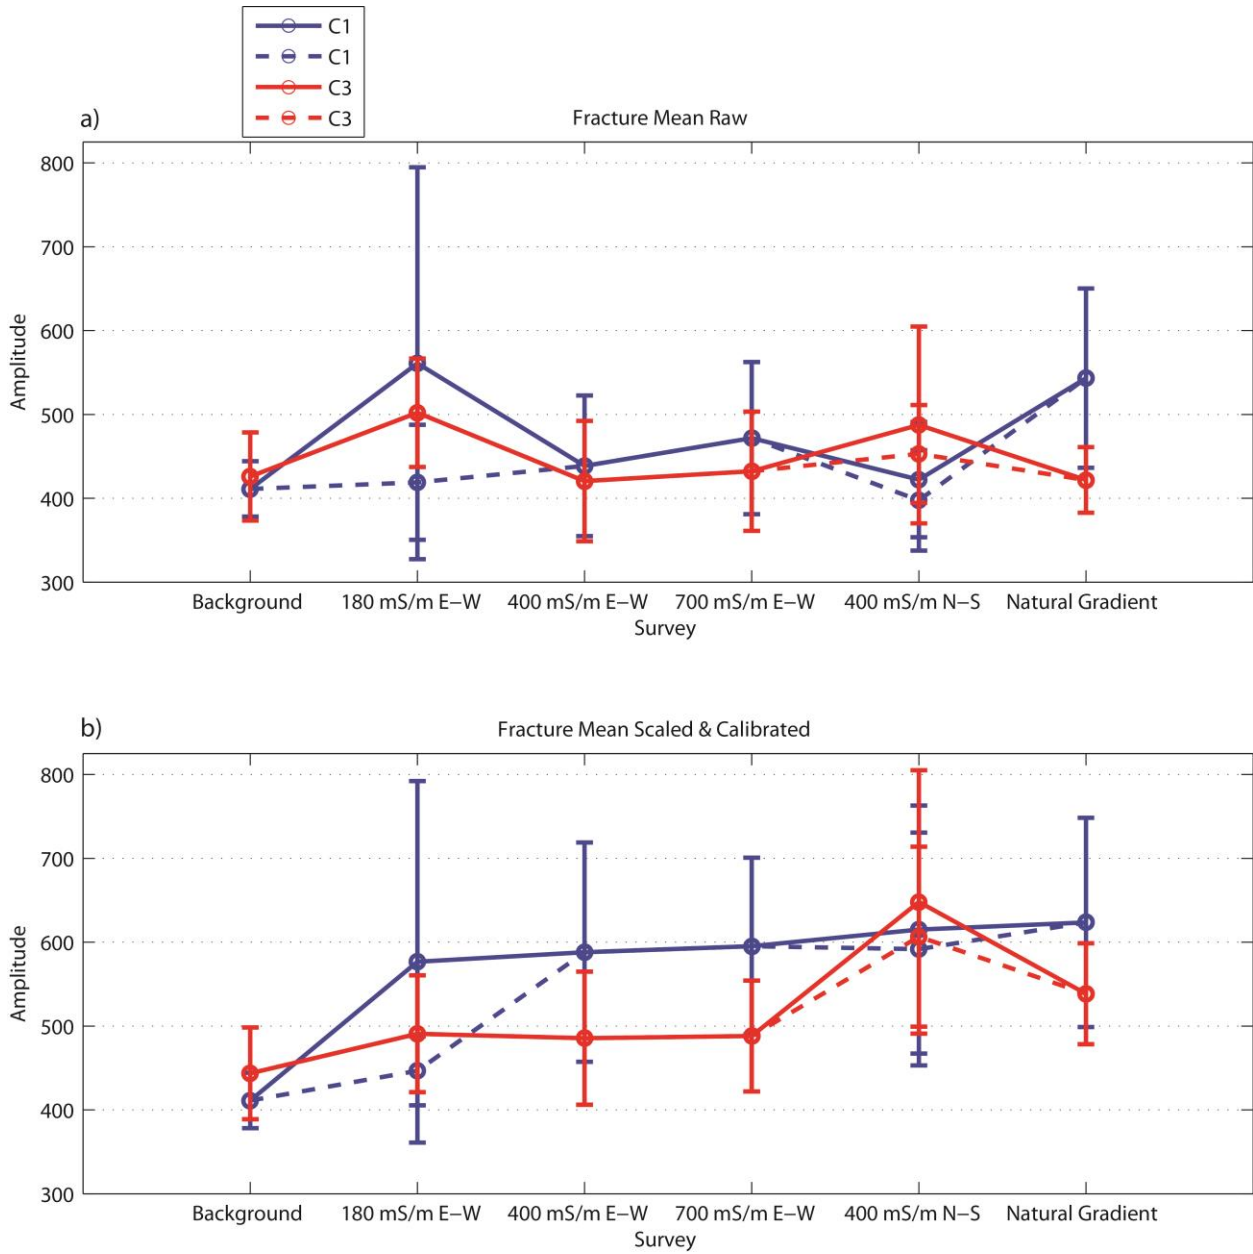 C1
C1
C3
C3
a)
Fracture Mean Raw
800
700
600
500
400
300
Amplitude
Background 180 mS/m E−W 400 mS/m E−W 700 mS/m E−W 400 mS/m N−S Natural Gradient
Survey
b)
Fracture Mean Scaled & Calibrated
800
700
600
500
400
300
Amplitude
Background 180 mS/m E−W 400 mS/m E−W 700 mS/m E−W 400 mS/m N−S Natural Gradient
Survey